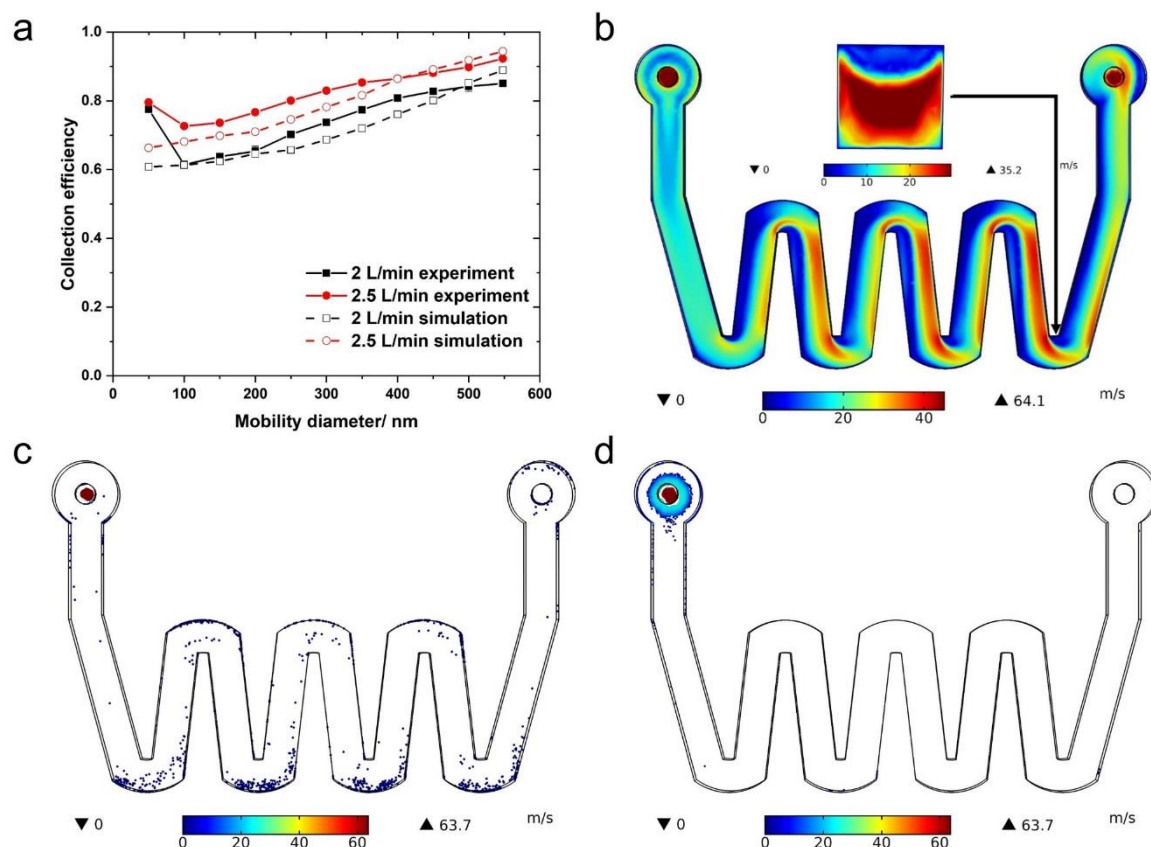 a
1.0
0.8
0.6
0.4
0.2
0.0
Collection efficiency
2 L/min experiment
2.5 L/min experiment
2 L/min simulation
2.5 L/min simulation
0 100 200 300 400 500 600
Mobility diameter/ nm
b
▼ 0
0 10 20
▲ 35.2
m/s
▼ 0
0 20 40
▲ 64.1
m/s
c
▼ 0
0 20 40 60
▲ 63.7
m/s
d
▼ 0
0 20 40 60
▲ 63.7
m/s